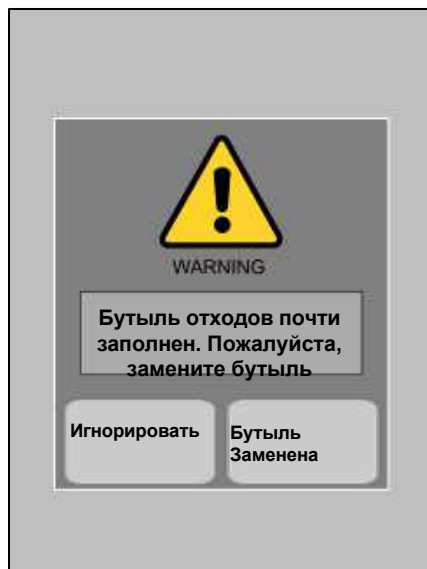 WARNING
Бутыль отходов почти
заполнен. Пожалуйста,
замените бутыль
Игнорировать
Бутыль
Заменена